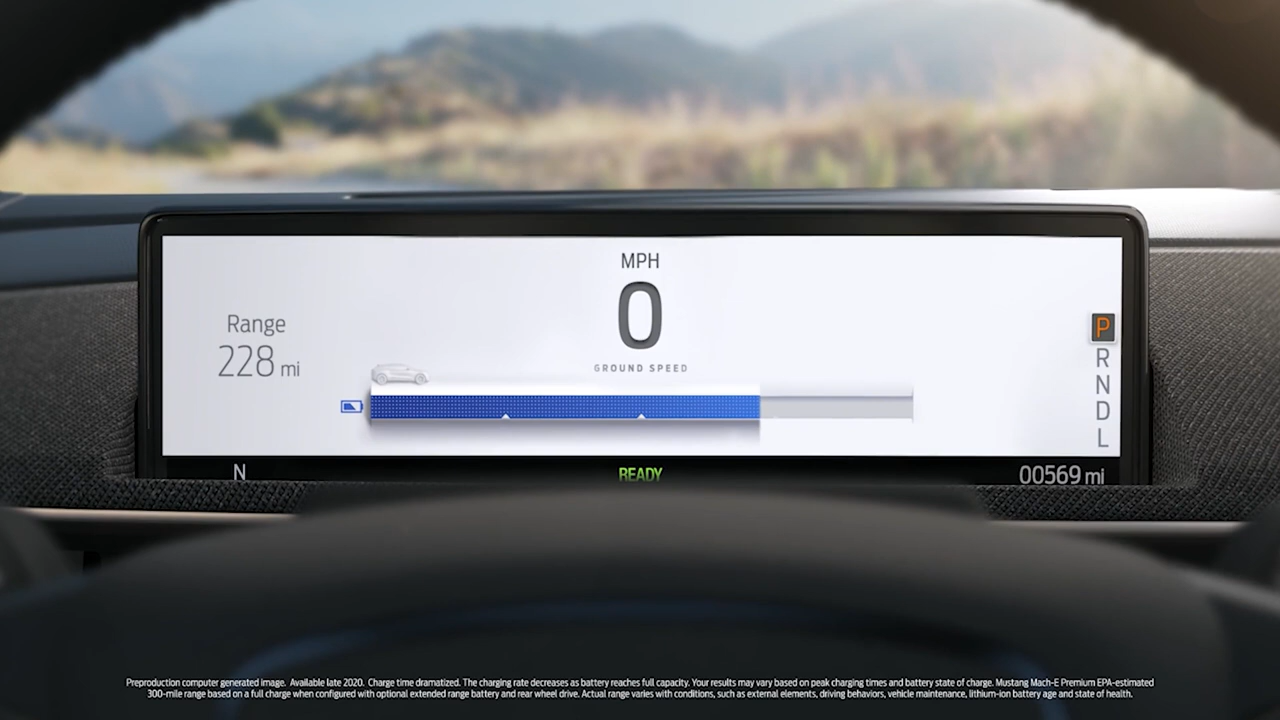 MPH
0
GROUND SPEED
Range
228 mi
P
R
N
D
L
N
READY
00569 mi
Preproduction computer generated image. Available late 2020. Charge time dramatized. The charging rate decreases as battery reaches full capacity. Your results may vary based on peak charging times and battery state of charge. Mustang Mach-E Premium EPA-estimated
300-mile range based on a full charge when configured with optional extended range battery and rear wheel drive. Actual range varies with conditions, such as external elements, driving behaviors, vehicle maintenance, lithium-ion battery age and state of health.